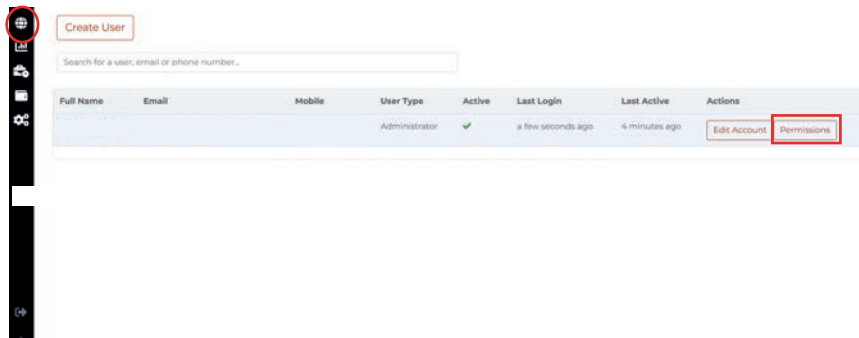 Create User
Search for a user, email or phone number...
Full Name Email Mobile User Type Active Last Login Last Active Actions
Administrator a few seconds ago 4 minutes ago Edit Account Permissions